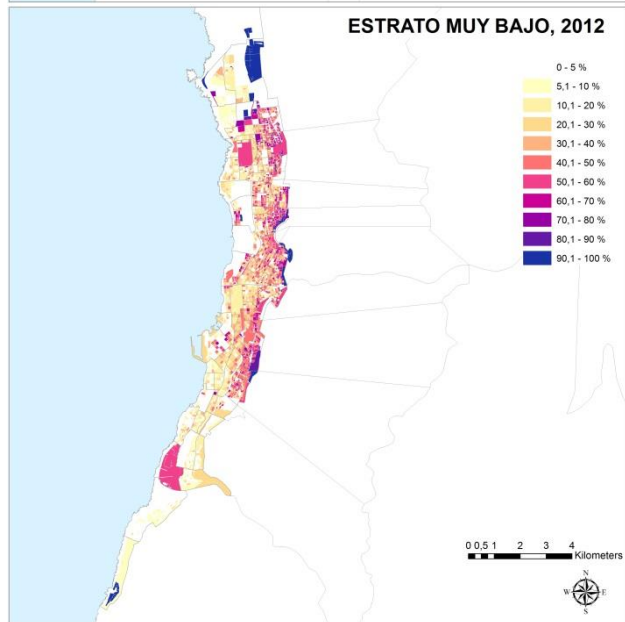 ESTRATO MUY BAJO, 2012
0 - 5 %
5,1 - 10 %
10,1 - 20 %
20,1 - 30 %
30,1 - 40 %
40,1 - 50 %
50,1 - 60 %
60,1 - 70 %
70,1 - 80 %
80,1 - 90 %
90,1 - 100 %
0 0,5 1 2 3 4
Kilometers
N
W E
S